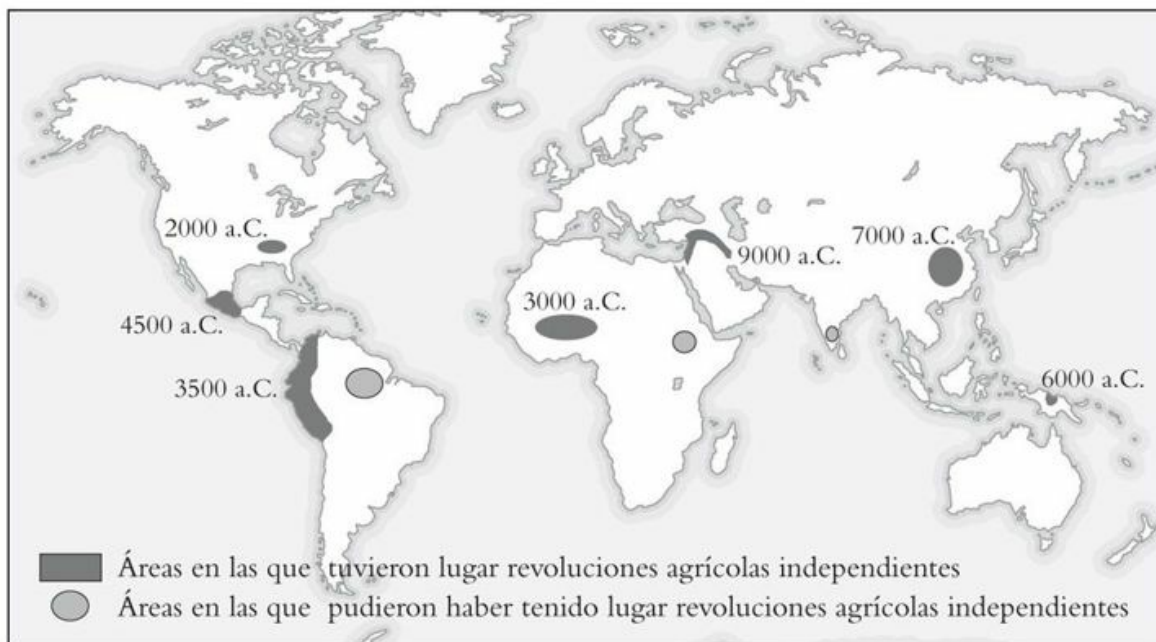 2000 a.C.
4500 a.C.
3500 a.C.
3000 a.C.
9000 a.C.
7000 a.C.
6000 a.C.
Áreas en las que tuvieron lugar revoluciones agrícolas independientes
Áreas en las que pudieron haber tenido lugar revoluciones agrícolas independientes